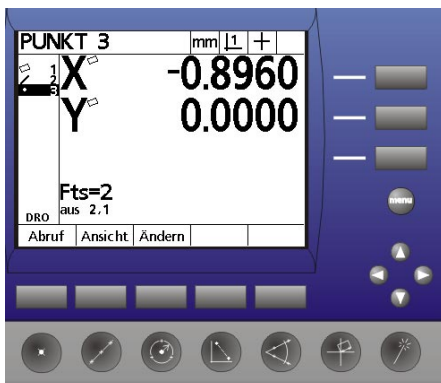 PUNKT 3 mm 1
1 X -0.8960
2
3
Y 0.0000
Fts=2
DRO aus 2,1
Abruf Ansicht Ändern
menu